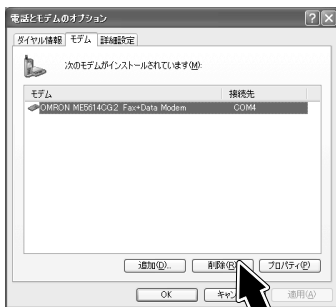 電話とモデムのオプション
ダイヤル情報 モデム 詳細設定
次のモデムがインストールされています(M):
モデム 接続先
OMRON ME5614CG2 Fax+Data Modem COM4
追加(D)... 削除(R) プロパティ(P)
OK キャン 適用(A)